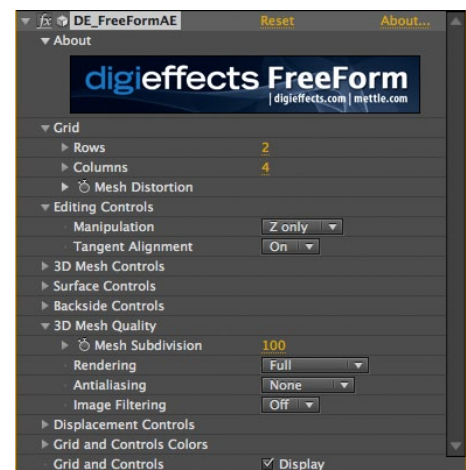 fx DE_FreeFormAE Reset About...
About
digieffects FreeForm
| digieffects.com | mettle.com
Grid
Rows 2
Columns 4
Mesh Distortion
Editing Controls
Manipulation Z only
Tangent Alignment On
3D Mesh Controls
Surface Controls
Backside Controls
3D Mesh Quality
Mesh Subdivision 100
Rendering Full
Antialiasing None
Image Filtering Off
Displacement Controls
Grid and Controls Colors
Grid and Controls Display